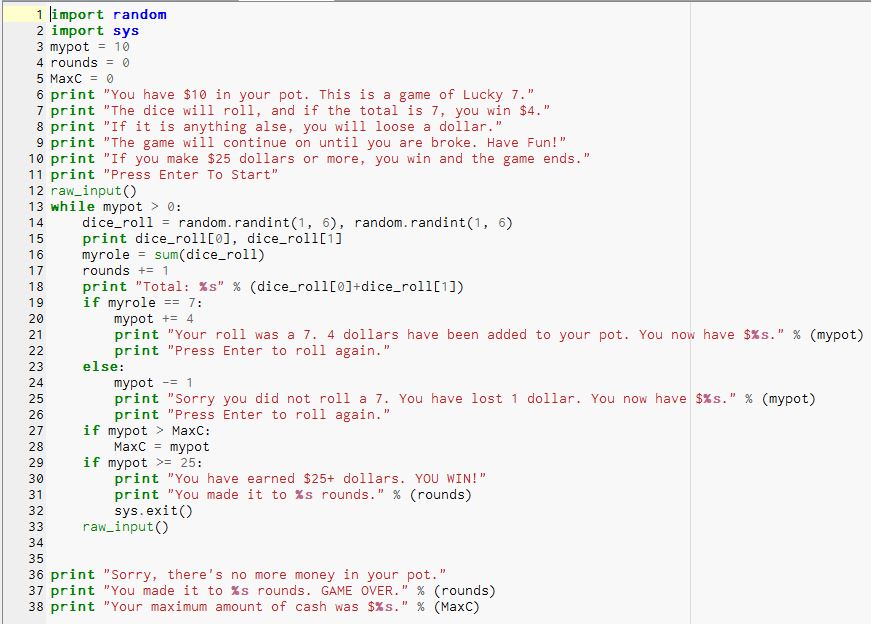 1 import random
2 import sys
3 mypot = 10
4 rounds = 0
5 MaxC = 0
6 print "You have $10 in your pot. This is a game of Lucky 7."
7 print "The dice will roll, and if the total is 7, you win $4."
8 print "If it is anything alse, you will loose a dollar."
9 print "The game will continue on until you are broke. Have Fun!"
10 print "If you make $25 dollars or more, you win and the game ends."
11 print "Press Enter To Start"
12 raw_input()
13 while mypot > 0:
14     dice_roll = random.randint(1, 6), random.randint(1, 6)
15     print dice_roll[0], dice_roll[1]
16     myrole = sum(dice_roll)
17     rounds += 1
18     print "Total: %s" % (dice_roll[0]+dice_roll[1])
19     if myrole == 7:
20         mypot += 4
21         print "Your roll was a 7. 4 dollars have been added to your pot. You now have $%s." % (mypot)
22         print "Press Enter to roll again."
23     else:
24         mypot -= 1
25         print "Sorry you did not roll a 7. You have lost 1 dollar. You now have $%s." % (mypot)
26         print "Press Enter to roll again."
27     if mypot > MaxC:
28         MaxC = mypot
29     if mypot >= 25:
30         print "You have earned $25+ dollars. YOU WIN!"
31         print "You made it to %s rounds." % (rounds)
32         sys.exit()
33     raw_input()
34
35
36 print "Sorry, there's no more money in your pot."
37 print "You made it to %s rounds. GAME OVER." % (rounds)
38 print "Your maximum amount of cash was $%s." % (MaxC)